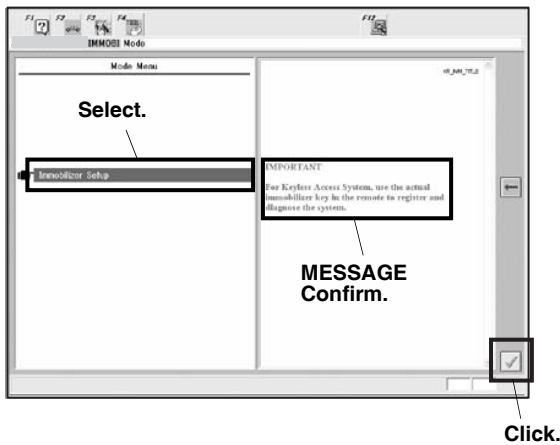 F1 F2 F3 F4 F12
IMMOBI Mode
Mode Menu
Select.
Immobilizor Setup
IMPORTANT
For Keyless Access System, use the actual
immobilizer key in the remote to register and
diagnose the system.
MESSAGE
Confirm.
Click.